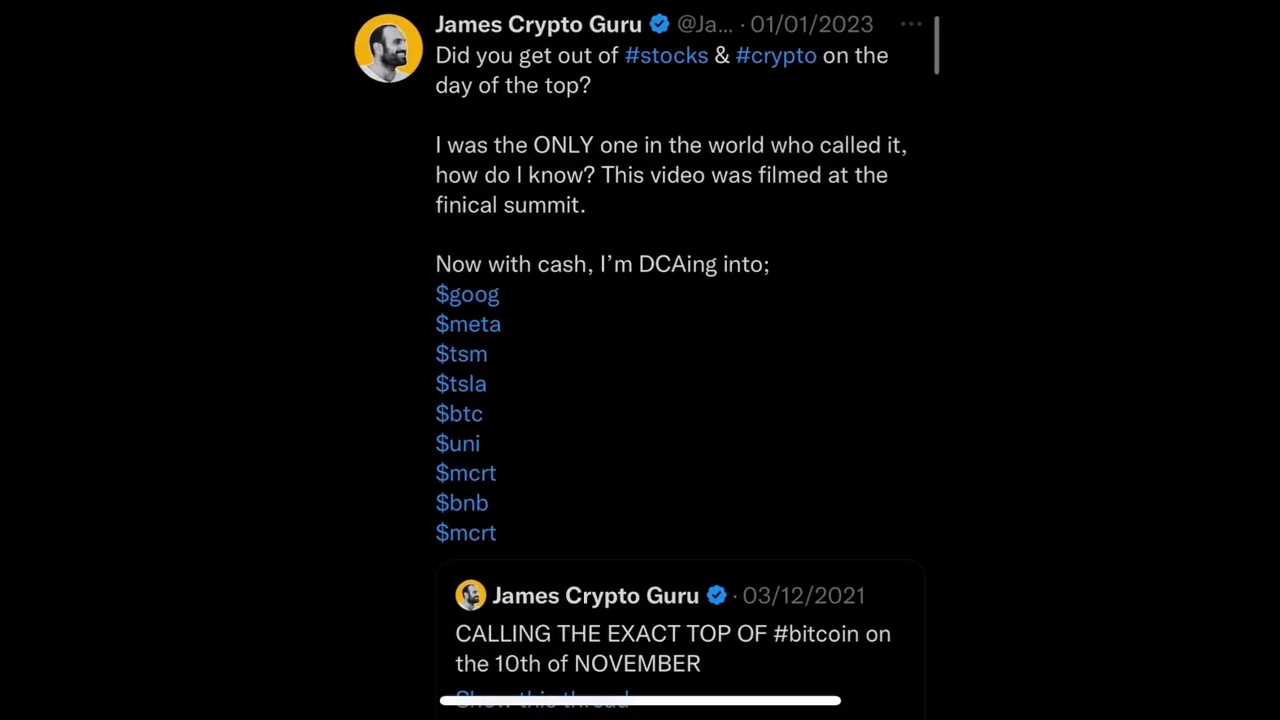 James Crypto Guru @Ja... · 01/01/2023 ...
Did you get out of #stocks & #crypto on the
day of the top?
I was the ONLY one in the world who called it,
how do I know? This video was filmed at the
finical summit.
Now with cash, I’m DCAing into;
$goog
$meta
$tsm
$tsla
$btc
$uni
$mcrt
$bnb
$mcrt
James Crypto Guru · 03/12/2021
CALLING THE EXACT TOP OF #bitcoin on
the 10th of NOVEMBER
Show this thread